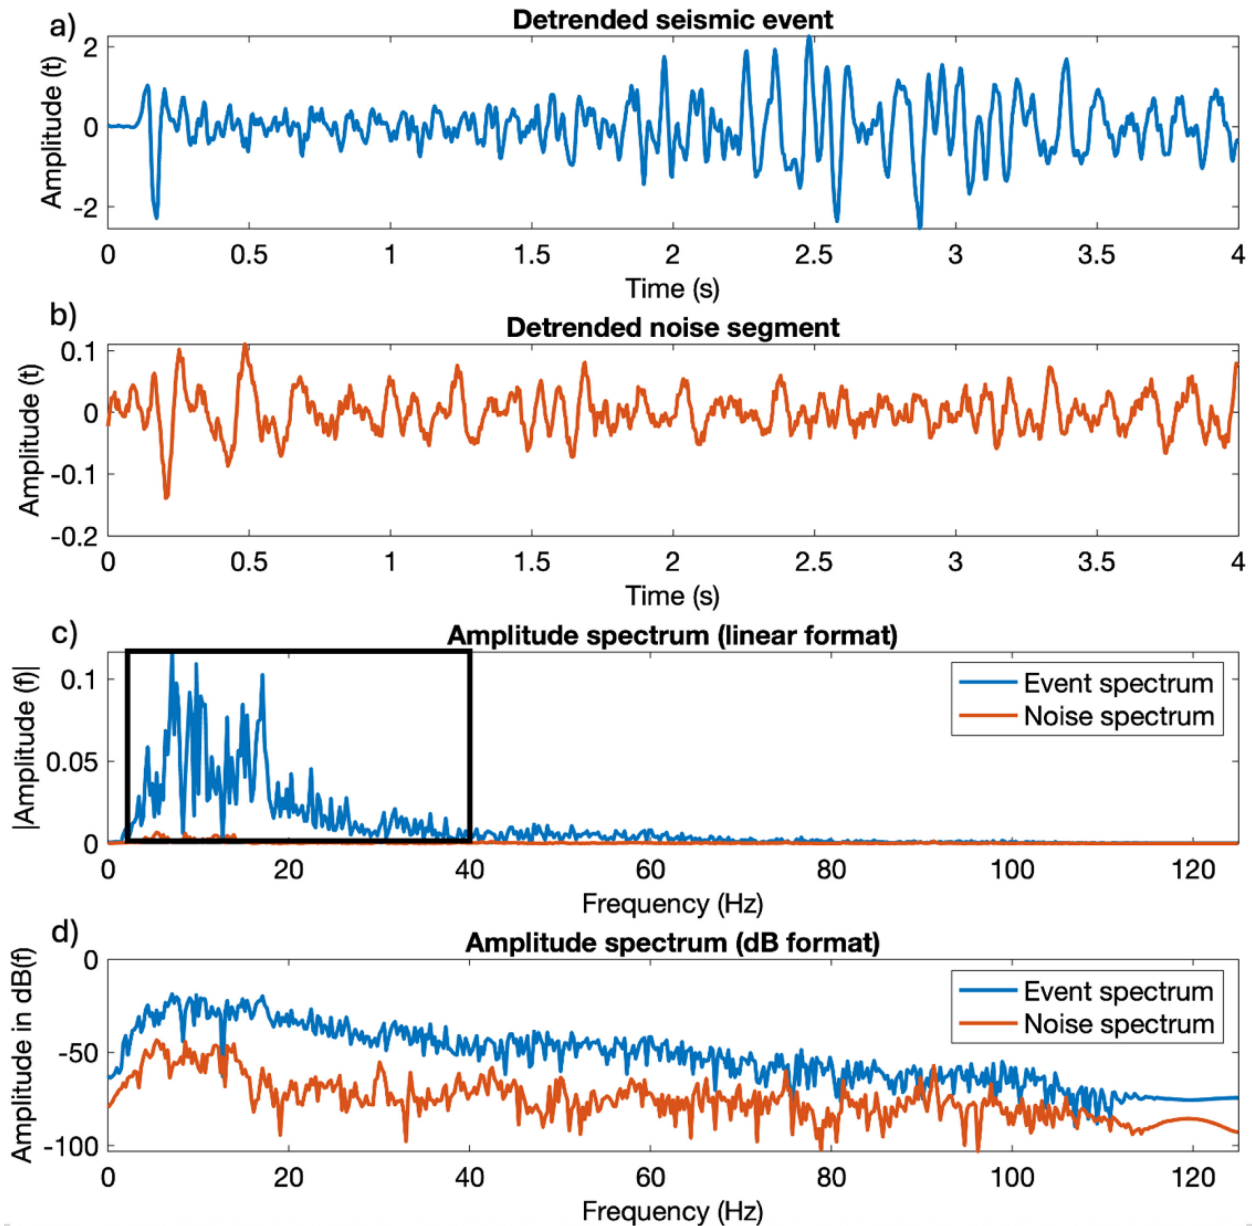 a)
Detrended seismic event
Amplitude (t)
2
0
-2
0 0.5 1 1.5 2 2.5 3 3.5 4
Time (s)
b)
Detrended noise segment
Amplitude (t)
0.1
0
-0.1
-0.2
0 0.5 1 1.5 2 2.5 3 3.5 4
Time (s)
c)
Amplitude spectrum (linear format)
|Amplitude (f)|
0.1
0.05
0
Event spectrum
Noise spectrum
0 20 40 60 80 100 120
Frequency (Hz)
d)
Amplitude spectrum (dB format)
Amplitude in dB(f)
0
-50
-100
Event spectrum
Noise spectrum
0 20 40 60 80 100 120
Frequency (Hz)